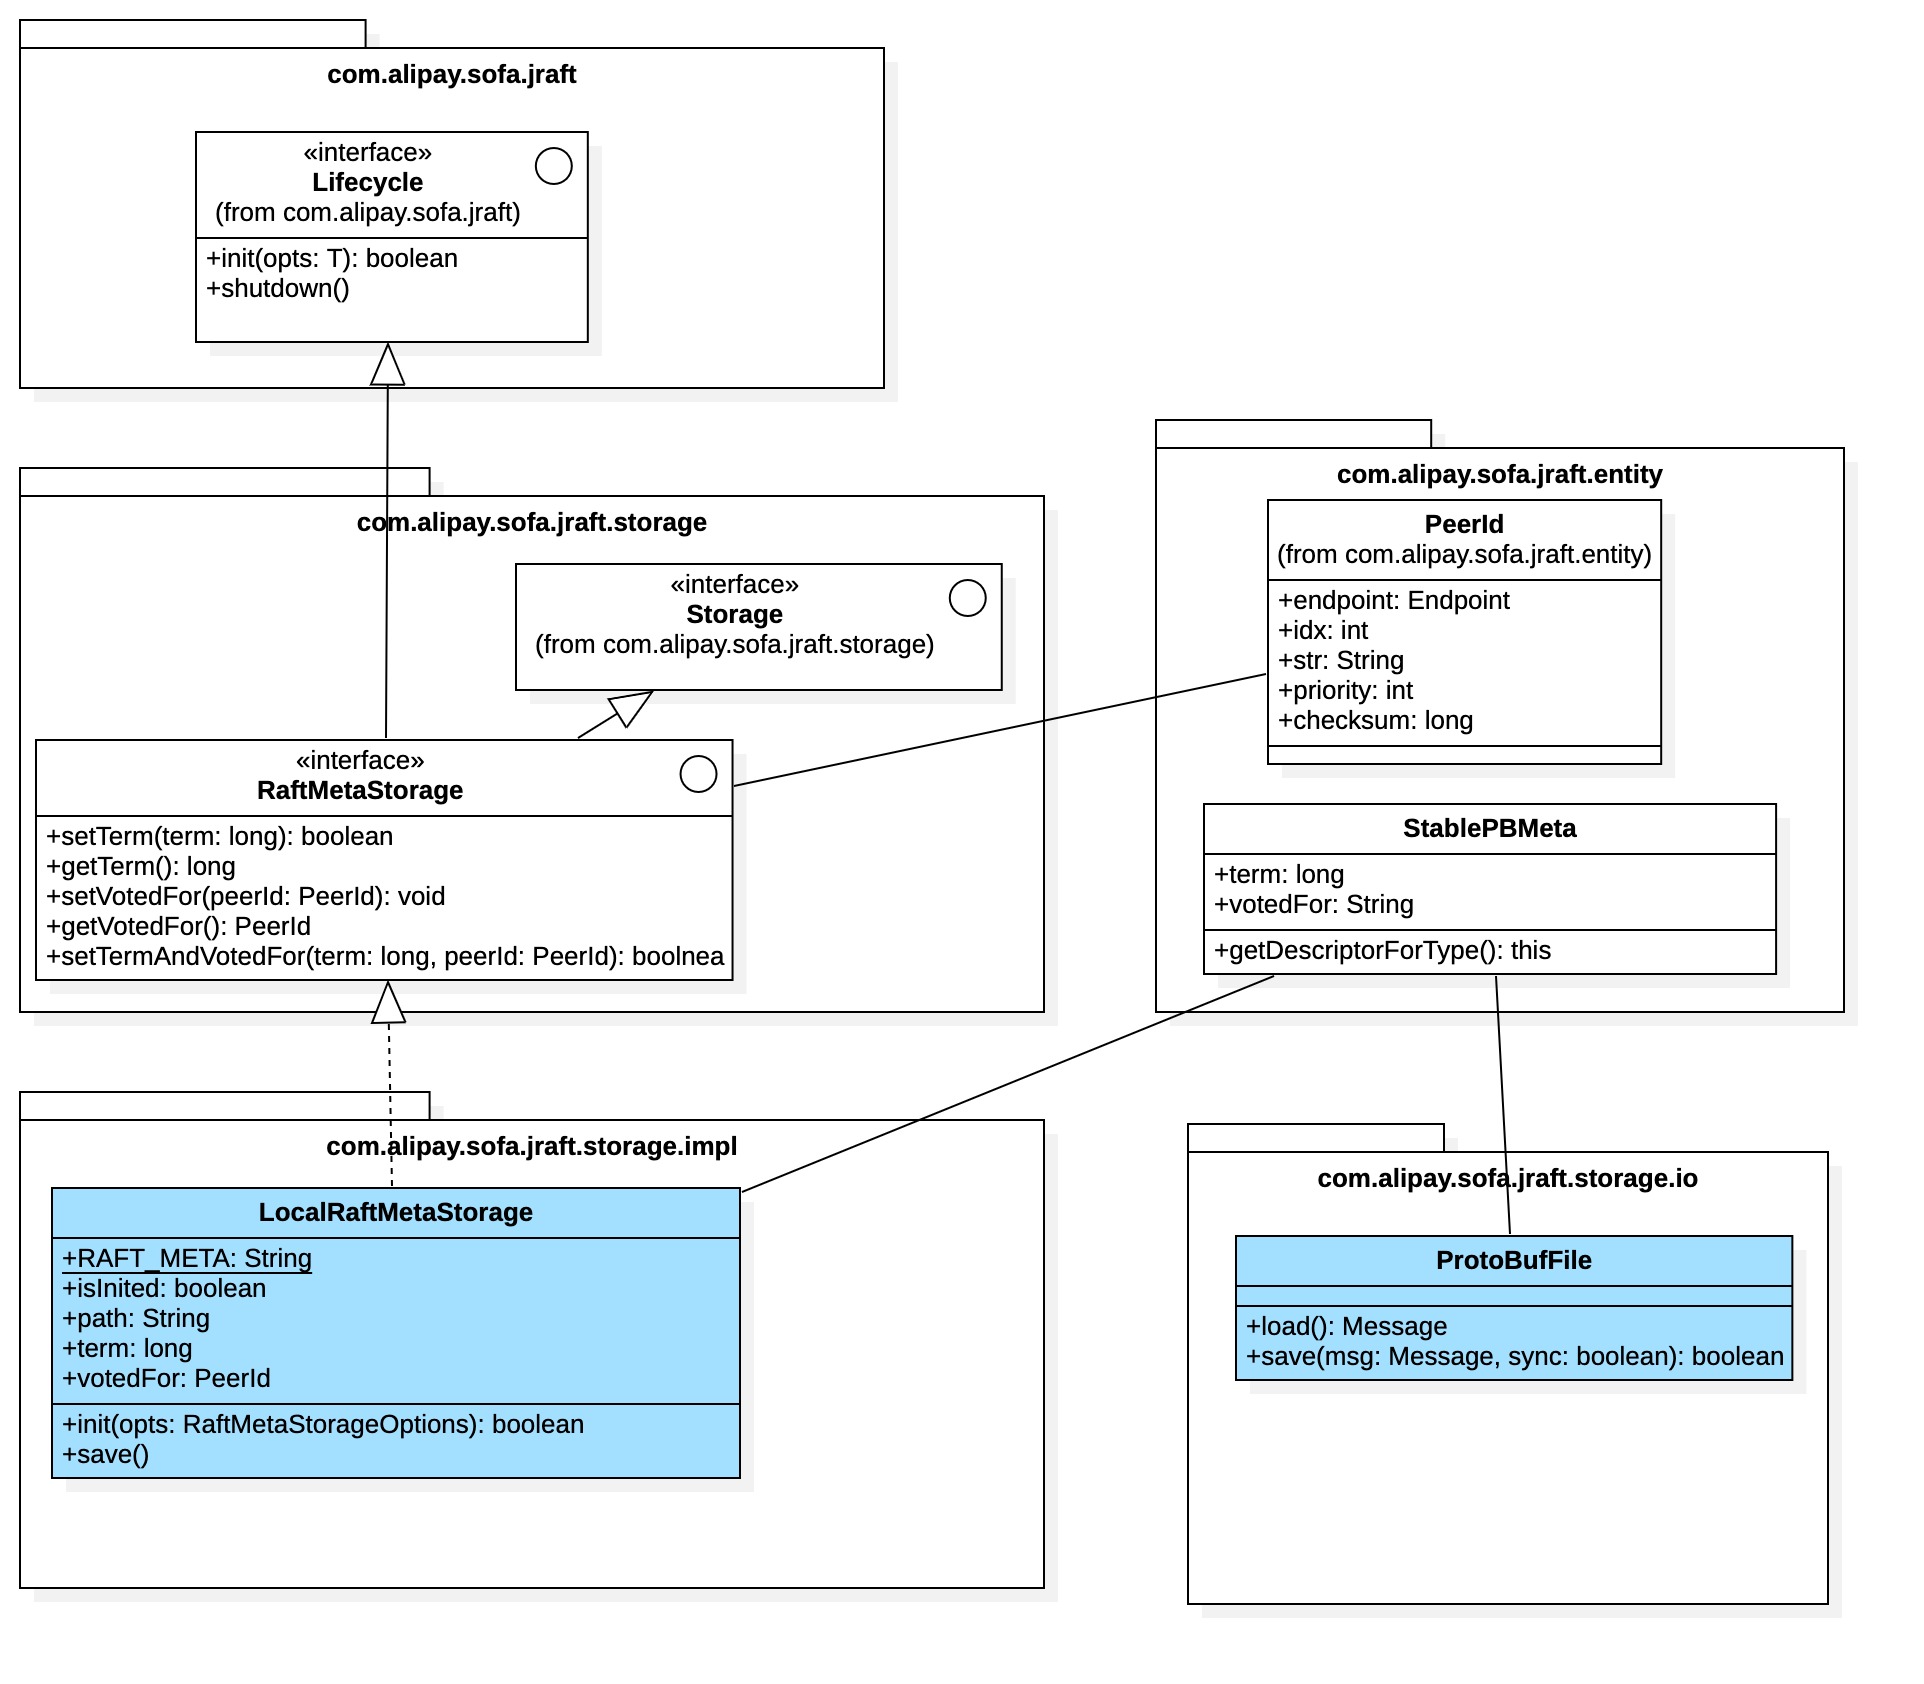 com.alipay.sofa.jraft
«interface»
Lifecycle
(from com.alipay.sofa.jraft)
+init(opts: T): boolean
+shutdown()
com.alipay.sofa.jraft.storage
«interface»
Storage
(from com.alipay.sofa.jraft.storage)
«interface»
RaftMetaStorage
+setTerm(term: long): boolean
+getTerm(): long
+setVotedFor(peerId: PeerId): void
+getVotedFor(): PeerId
+setTermAndVotedFor(term: long, peerId: PeerId): boolnea
com.alipay.sofa.jraft.entity
PeerId
(from com.alipay.sofa.jraft.entity)
+endpoint: Endpoint
+idx: int
+str: String
+priority: int
+checksum: long
StablePBMeta
+term: long
+votedFor: String
+getDescriptorForType(): this
com.alipay.sofa.jraft.storage.impl
LocalRaftMetaStorage
+RAFT_META: String
+isInited: boolean
+path: String
+term: long
+votedFor: PeerId
+init(opts: RaftMetaStorageOptions): boolean
+save()
com.alipay.sofa.jraft.storage.io
ProtoBufFile
+load(): Message
+save(msg: Message, sync: boolean): boolean